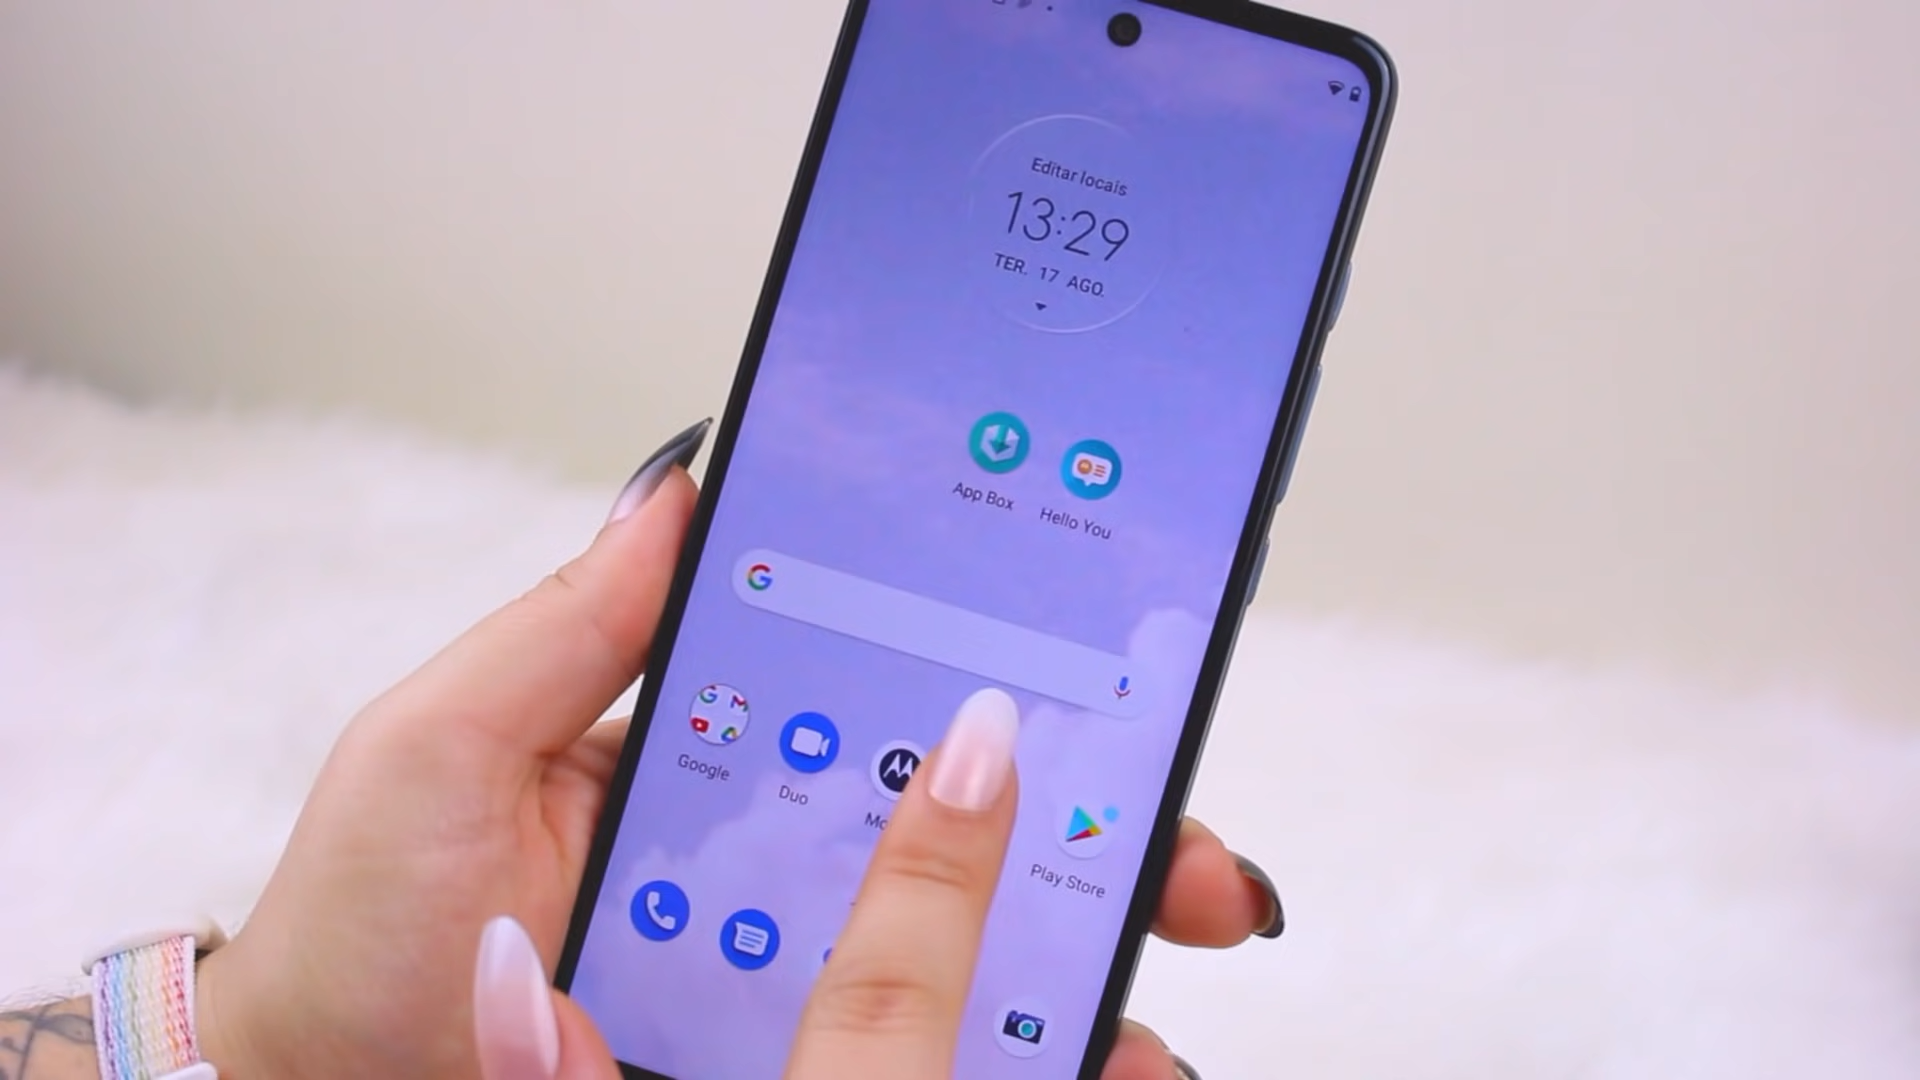 Editar locais
13:29
TER. 17 AGO.
App Box
Hello You
Google
Duo
Play Store